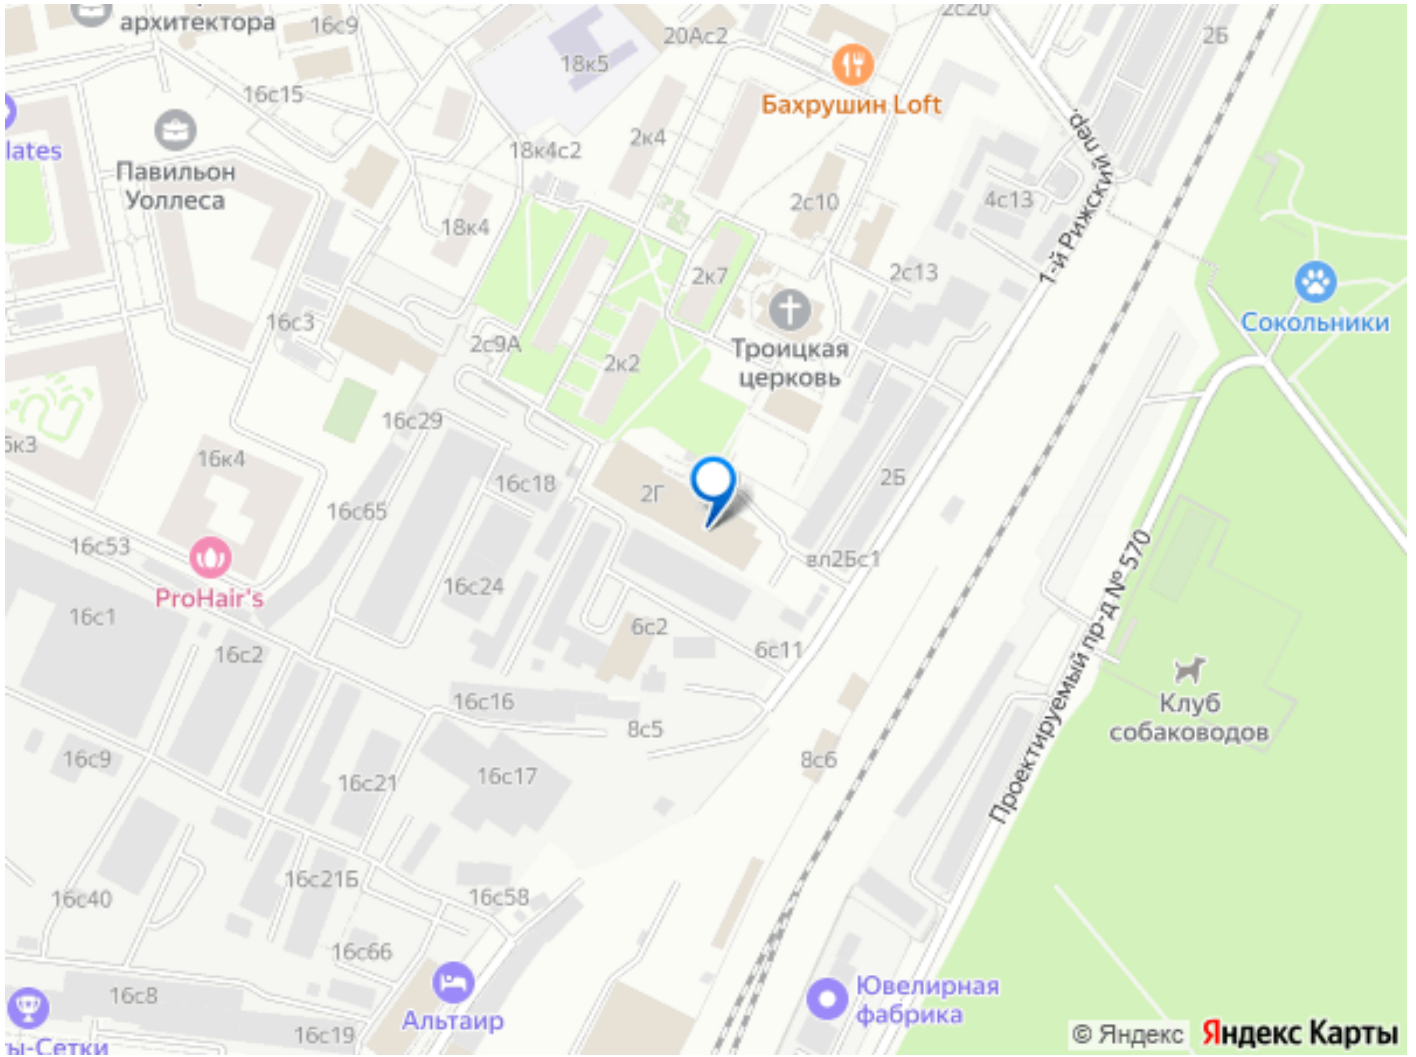 архитектора
16с9
20Ас2
2с20
2Б
18к5
16с15
Бахрушин Loft
lates
Павильон
Уоллеса
18к4с2
2к4
1-й Рижский пер.
2с10
4с13
18к4
2к7
2с13
Сокольники
16с3
2с9А
2к2
Троицкая
церковь
16с29
16к4
16с18
2Г
2Б
16с65
16с53
вл2Бс1
ProHair's
16с24
16с1
6с2
6с11
16с2
Проектируемый пр-д № 570
16с16
8с5
Клуб
собаководов
16с9
16с21
16с17
8с6
16с21Б
16с58
16с40
16с66
16с8
Альтаир
16с19
Ювелирная
фабрика
ты-Сетки
© Яндекс Яндекс Карты